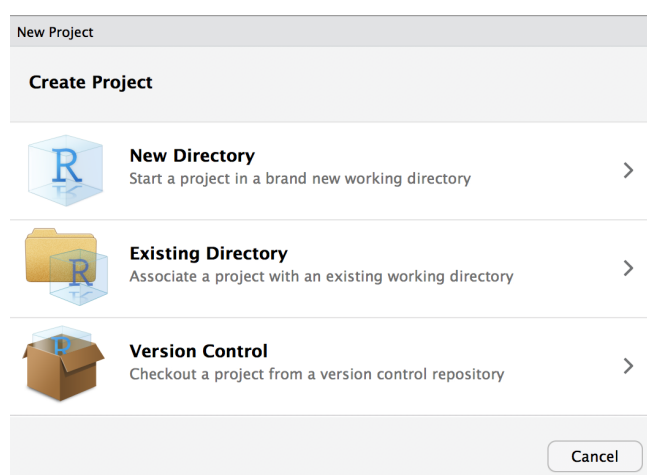 New Project
Create Project
R
New Directory
Start a project in a brand new working directory
R
Existing Directory
Associate a project with an existing working directory
R
Version Control
Checkout a project from a version control repository
Cancel